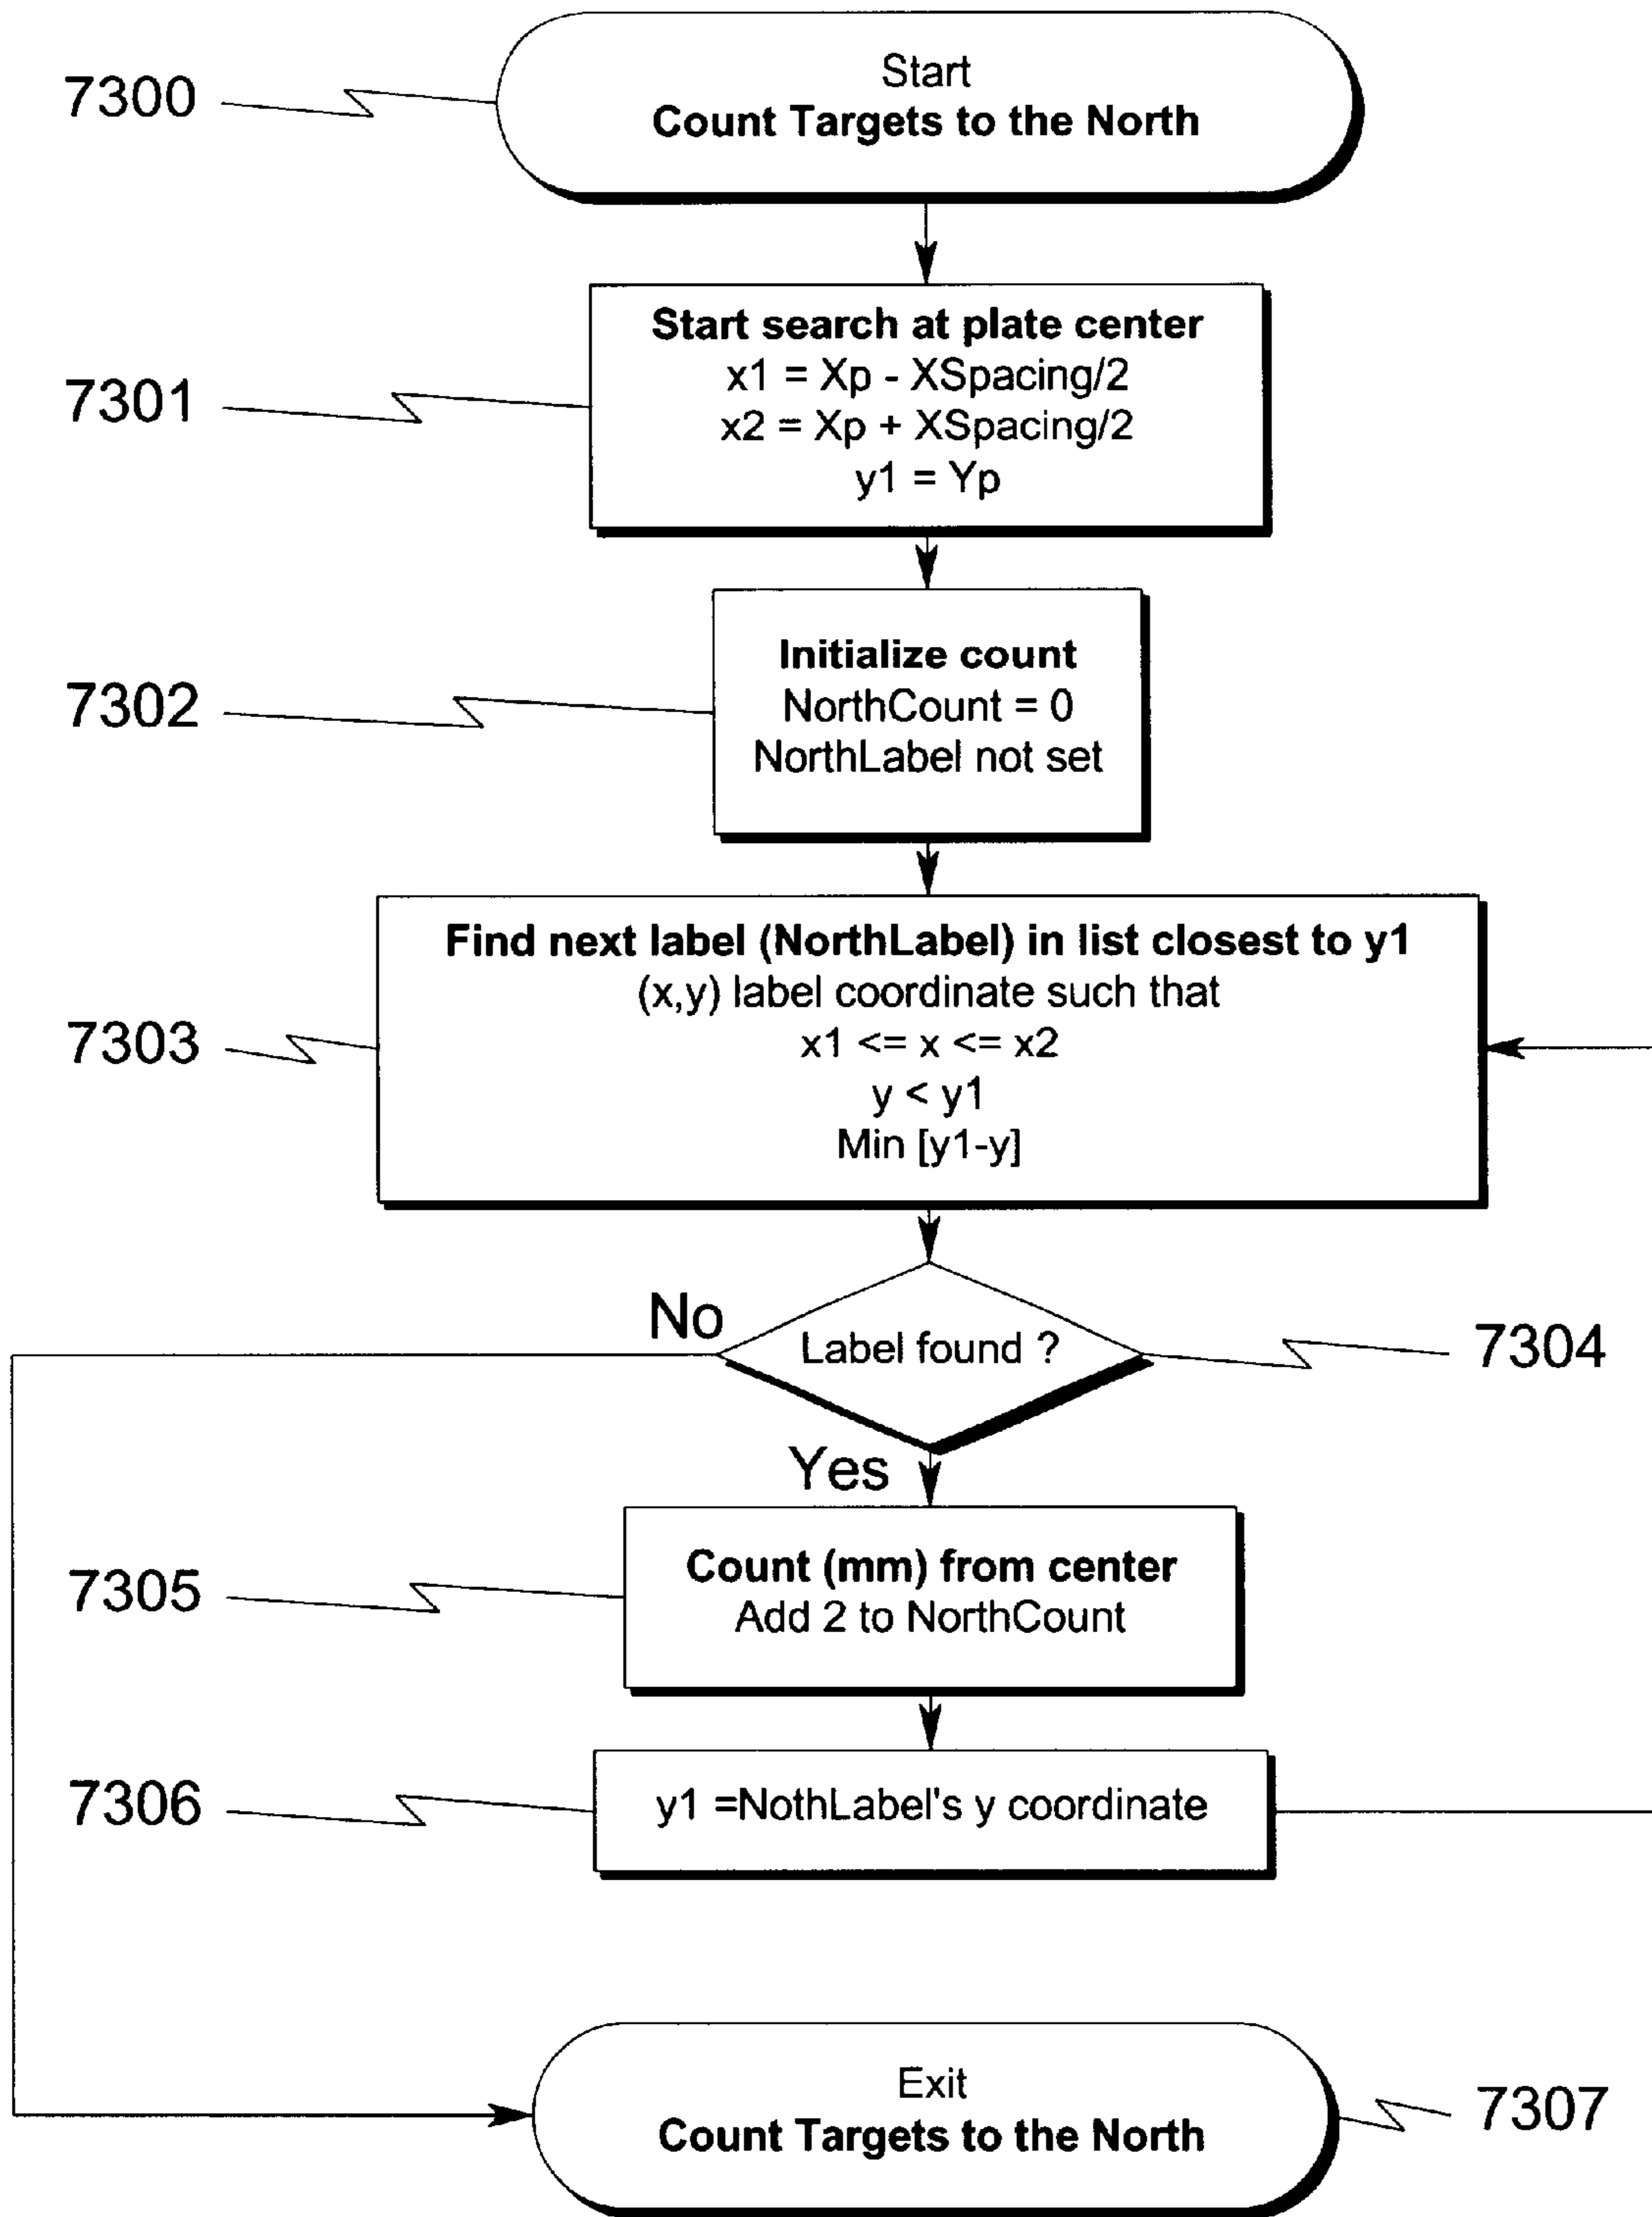 7300
Start
Count Targets to the North
7301
Start search at plate center
x1 = Xp - XSpacing/2
x2 = Xp + XSpacing/2
y1 = Yp
7302
Initialize count
NorthCount = 0
NorthLabel not set
7303
Find next label (NorthLabel) in list closest to y1
(x,y) label coordinate such that
x1 <= x <= x2
y < y1
Min [y1-y]
No
Label found ?
7304
Yes
7305
Count (mm) from center
Add 2 to NorthCount
7306
y1 =NothLabel's y coordinate
Exit
Count Targets to the North
7307